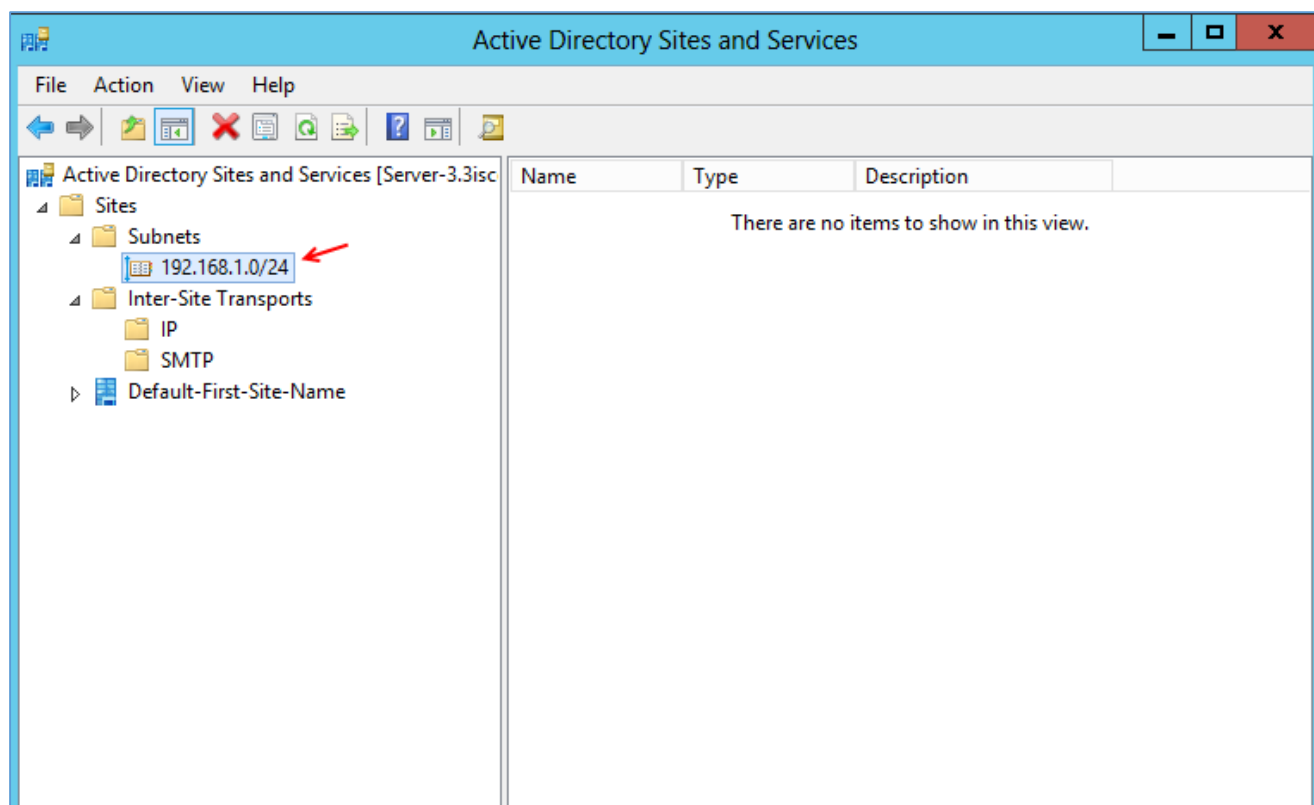 Active Directory Sites and Services
File Action View Help
Active Directory Sites and Services [Server-3.3isc
Name Type Description
There are no items to show in this view.
Sites
Subnets
192.168.1.0/24
Inter-Site Transports
IP
SMTP
Default-First-Site-Name